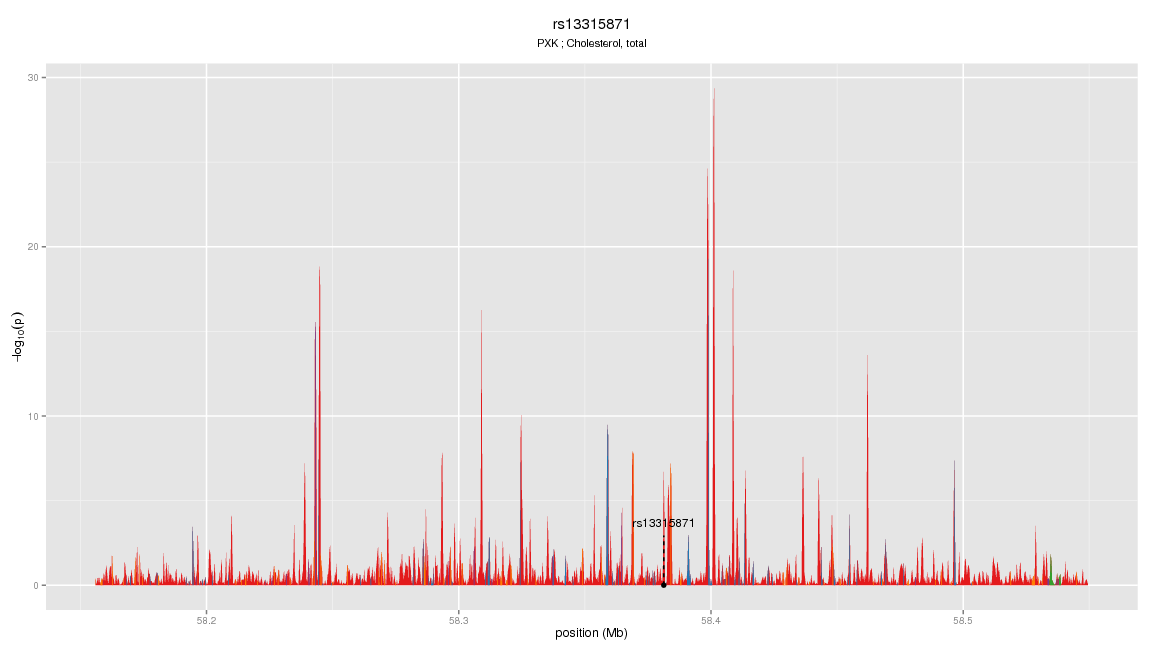 rs13315871
PXK ; Cholesterol, total
30
20
10
0
−log10(p)
rs13315871
58.2
58.3
58.4
58.5
position (Mb)